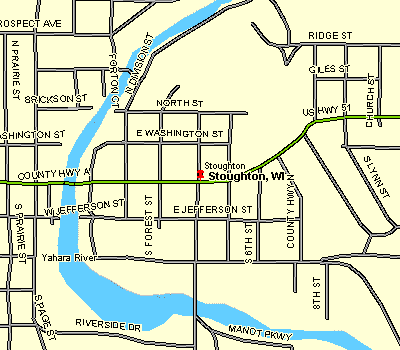 ROSPECT AVE
N PRAIRIE ST
FORTON CT
N DIVISION ST
RIDGE ST
GILES ST
CHURCH ST
ERICKSON ST
NORTH ST
US HWY 51
ASHINGTON ST
E WASHINGTON ST
COUNTY HWY A
Stoughton
Stoughton, WI
COUNTY HWY N
S LYNN ST
S PRAIRIE ST
W JEFFERSON ST
E JEFFERSON ST
S FOREST ST
S 6TH ST
Yahara River
8TH ST
S PAGE ST
RIVERSIDE DR
MANOT PKWY